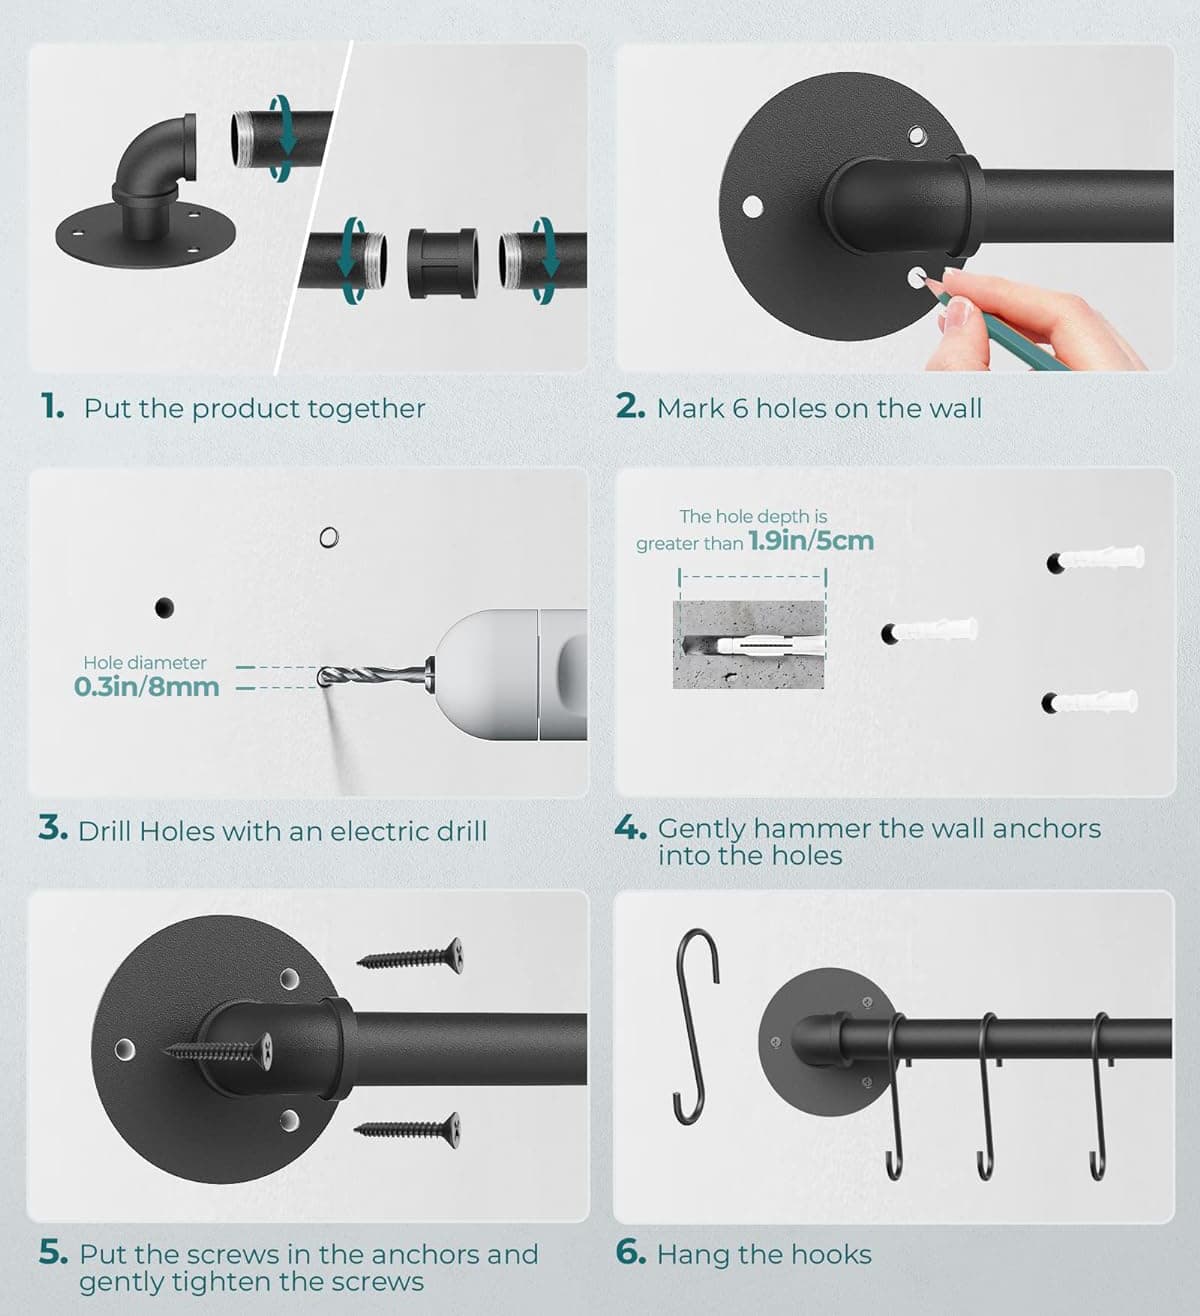 1. Put the product together
2. Mark 6 holes on the wall
Hole diameter
0.3in/8mm
3. Drill Holes with an electric drill
The hole depth is
greater than 1.9in/5cm
4. Gently hammer the wall anchors
into the holes
5. Put the screws in the anchors and
gently tighten the screws
6. Hang the hooks